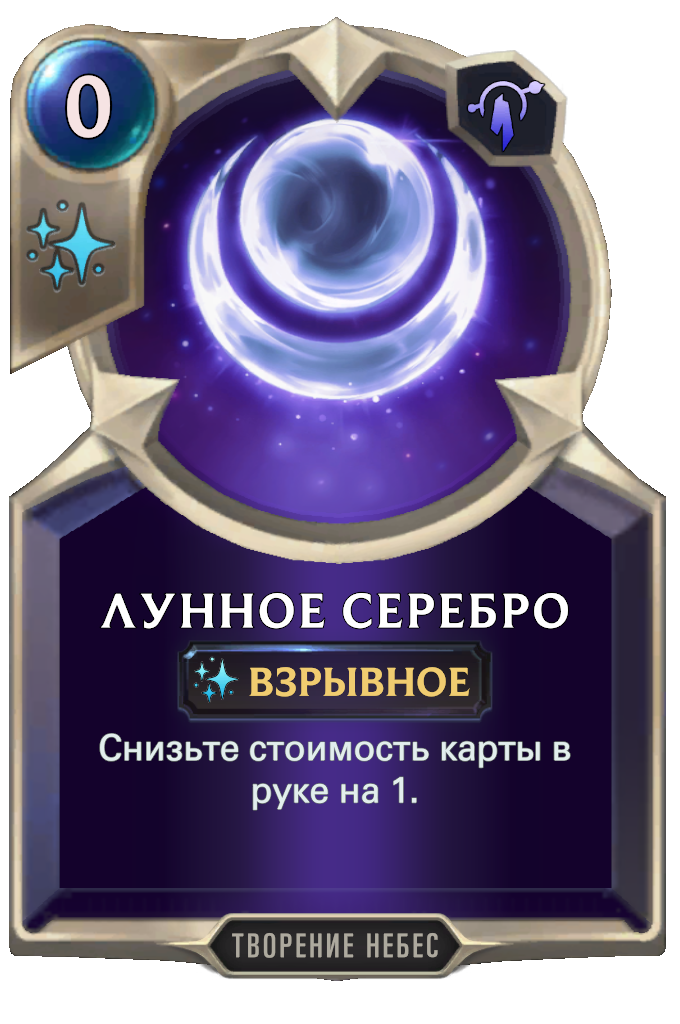 0
ЛУННОЕ СЕРЕБРО
ВЗРЫВНОЕ
Снизьте стоимость карты в
руке на 1.
ТВОРЕНИЕ НЕБЕС